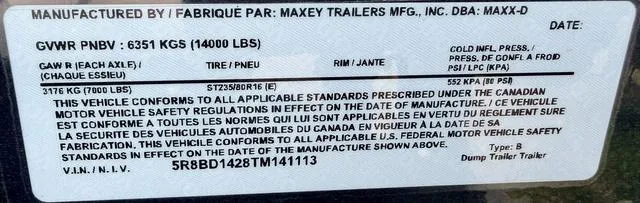 MANUFACTURED BY / FABRIQUÉ PAR: MAXEY TRAILERS MFG., INC. DBA: MAXX-D
DATE:
GVWR PNBV : 6351 KGS (14000 LBS)
GAW R (EACH AXLE) / (CHAQUE ESSIEU) TIRE / PNEU RIM / JANTE COLD INFL. PRESS. / PRESS. DE GONFL A FROID PSI / LPC (KPA)
3176 KG (7000 LBS) ST235/80R16 (E) 552 KPA (80 PSI)
THIS VEHICLE CONFORMS TO ALL APPLICABLE STANDARDS PRESCRIBED UNDER THE CANADIAN
MOTOR VEHICLE SAFETY REGULATIONS IN EFFECT ON THE DATE OF MANUFACTURE. / CE VEHICULE
EST CONFORME A TOUTES LES NORMES QUI LUI SONT APPLICABLES EN VERTU DU REGLEMENT SURE
LA SECURITE DES VEHICULES AUTOMOBILES DU CANADA EN VIGUEUR À LA DATE DE SA
FABRICATION. THIS VEHICLE CONFORMS TO ALL APPLICABLE U.S. FEDERAL MOTOR VEHICLE SAFETY
STANDARDS IN EFFECT ON THE DATE OF THE MANUFACTURE SHOWN ABOVE.
Type: B
V.I.N. / N.I.V. 5R8BD1428TM141113 Dump Trailer Trailer